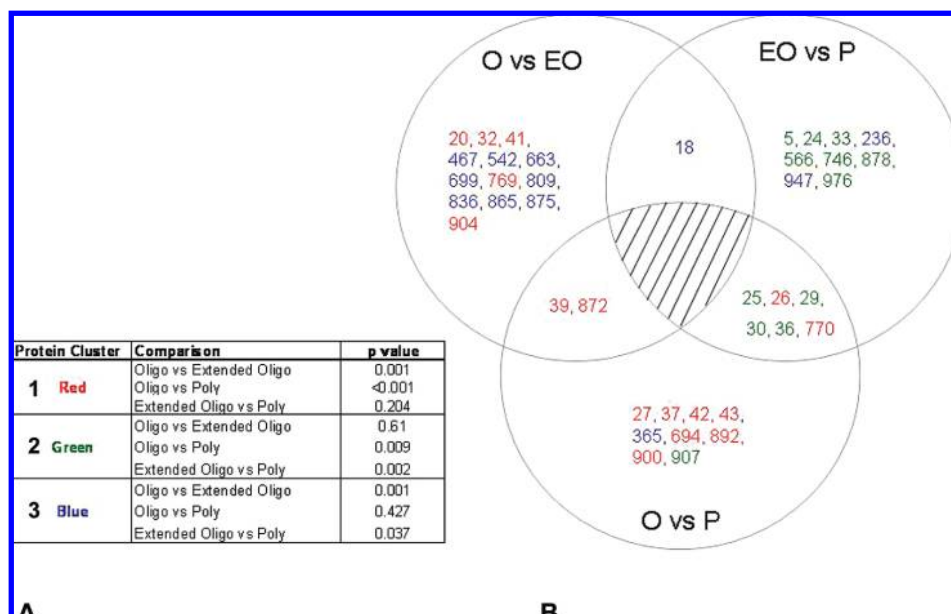 O vs EO
EO vs P
20, 32, 41,
467, 542, 663,
699, 769, 809,
836, 865, 875,
904
18
5, 24, 33, 236,
566, 746, 878,
947, 976
39, 872
25, 26, 29,
30, 36, 770
27, 37, 42, 43,
365, 694, 892,
900, 907
O vs P
Protein Cluster Comparison p value
1 Red
Oligo vs Extended Oligo 0.001
Oligo vs Poly <0.001
Extended Oligo vs Poly 0.204
2 Green
Oligo vs Extended Oligo 0.61
Oligo vs Poly 0.009
Extended Oligo vs Poly 0.002
3 Blue
Oligo vs Extended Oligo 0.001
Oligo vs Poly 0.427
Extended Oligo vs Poly 0.037
A B